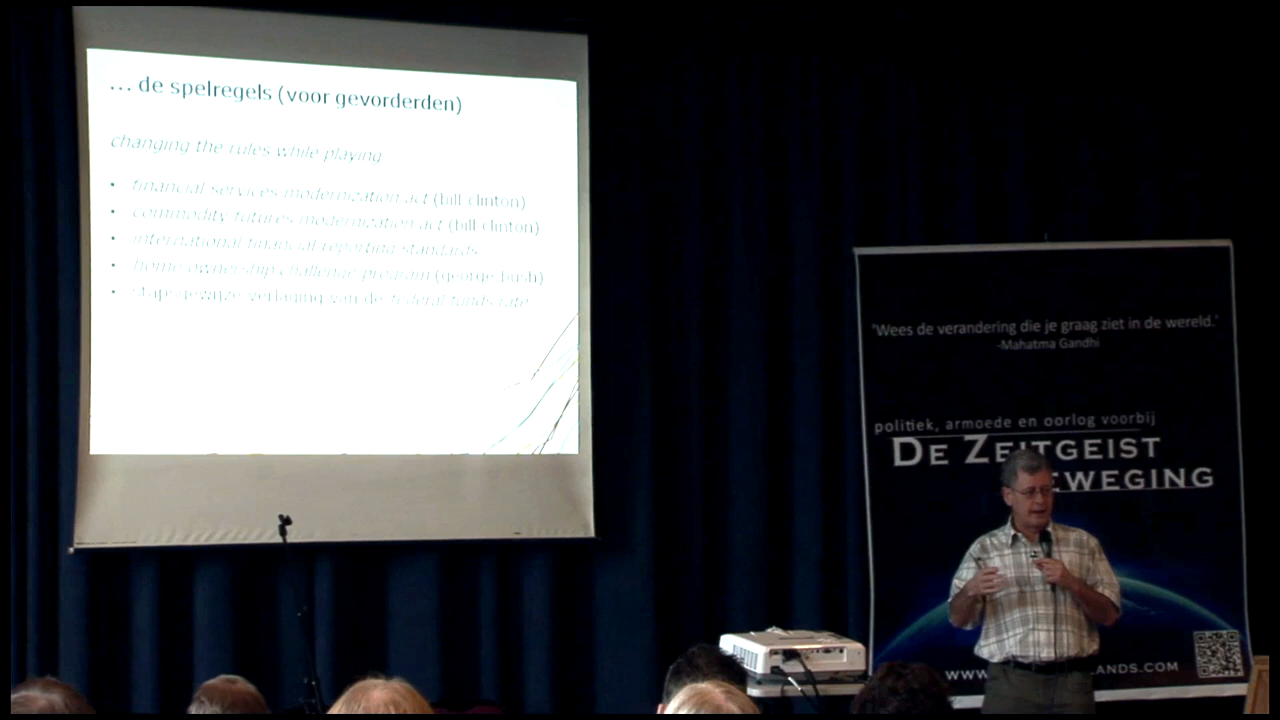 ... de spelregels (voor gevorderden)
changing the rules while playing
• financial services modernization act (bill clinton)
• commodity futures modernization act (bill clinton)
• international financial reporting standards
• home ownership challenge program (george bush)
• stapsgewijze verlaging van de federal funds rate
'Wees de verandering die je graag ziet in de wereld.'
-Mahatma Gandhi
politiek, armoede en oorlog voorbij
DE ZEITGEIST
EWEGING
WWW LANDS.COM